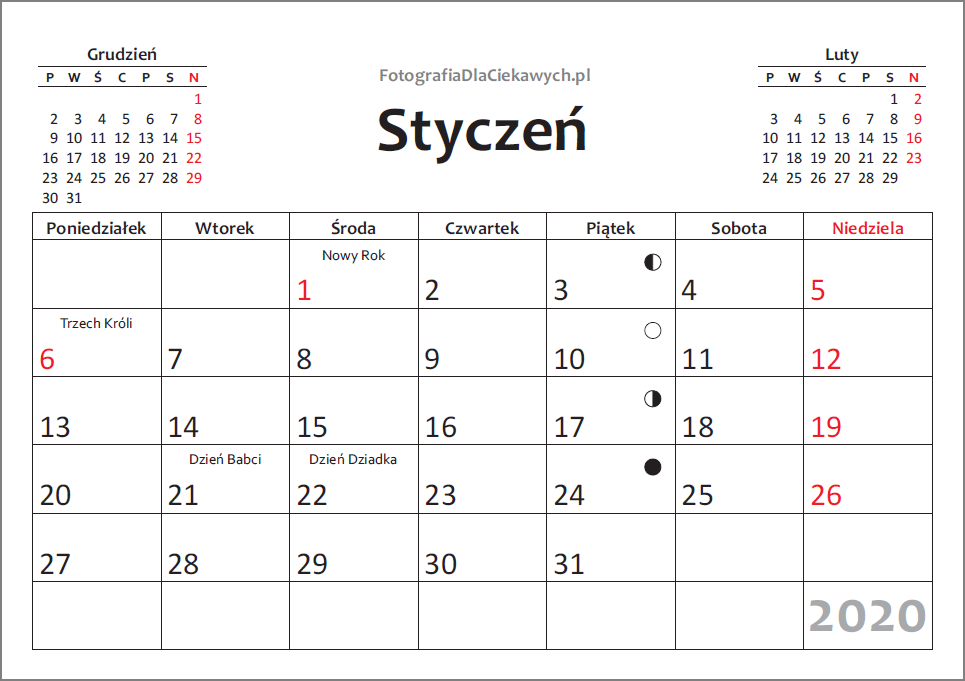 Grudzień
P W Ś C P S N
1
2 3 4 5 6 7 8
9 10 11 12 13 14 15
16 17 18 19 20 21 22
23 24 25 26 27 28 29
30 31
FotografiaDlaCiekawych.pl
Styczeń
Luty
P W Ś C P S N
1 2
3 4 5 6 7 8 9
10 11 12 13 14 15 16
17 18 19 20 21 22 23
24 25 26 27 28 29
Poniedziałek Wtorek Środa Czwartek Piątek Sobota Niedziela
Nowy Rok
1 2 3 4 5
Trzech Króli
6 7 8 9 10 11 12
13 14 15 16 17 18 19
Dzień Babci Dzień Dziadka
20 21 22 23 24 25 26
27 28 29 30 31
2020